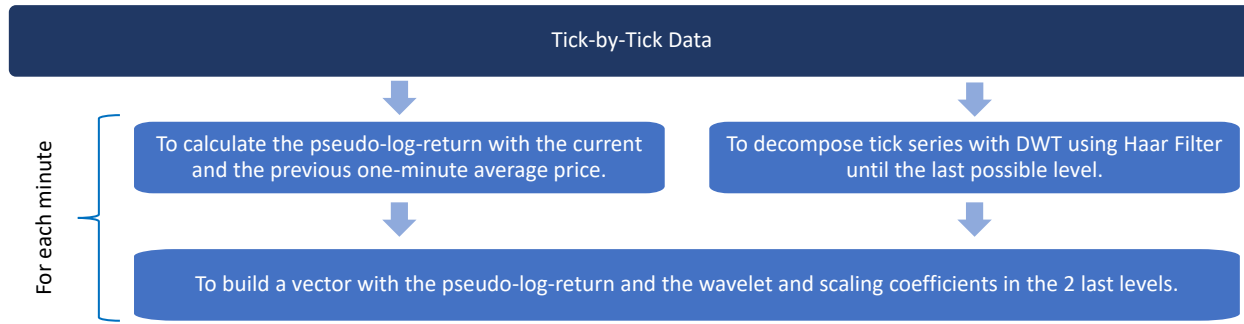 Tick-by-Tick Data
For each minute
To calculate the pseudo-log-return with the current
and the previous one-minute average price.
To decompose tick series with DWT using Haar Filter
until the last possible level.
To build a vector with the pseudo-log-return and the wavelet and scaling coefficients in the 2 last levels.